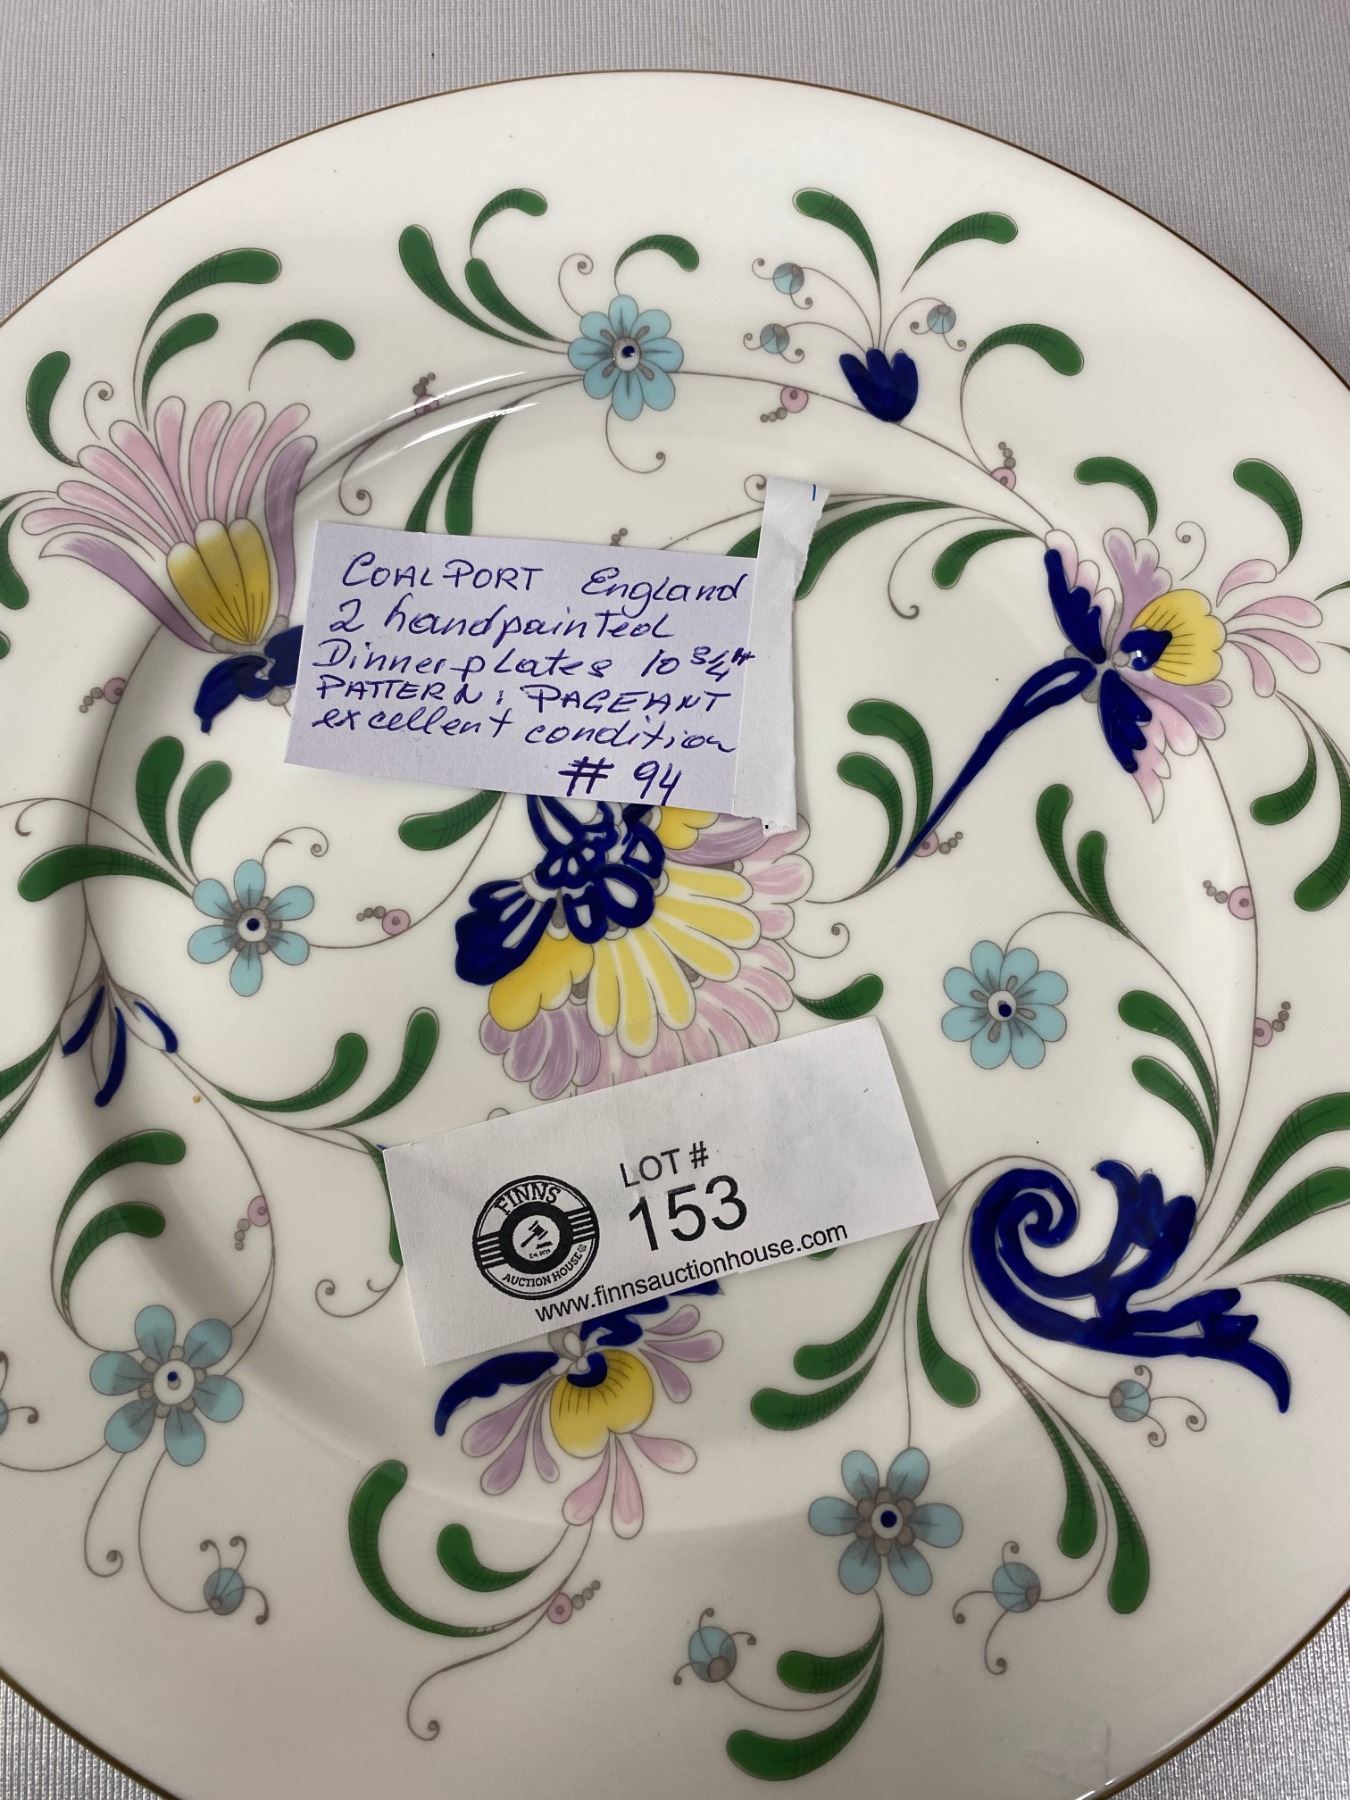 COALPORT England
2 handpainted
Dinnerplates 10 3/4"
PATTERN: PAGEANT
excellent condition
# 94
LOT #
153
FINNS
AUCTION HOUSE
www.finnsauctionhouse.com